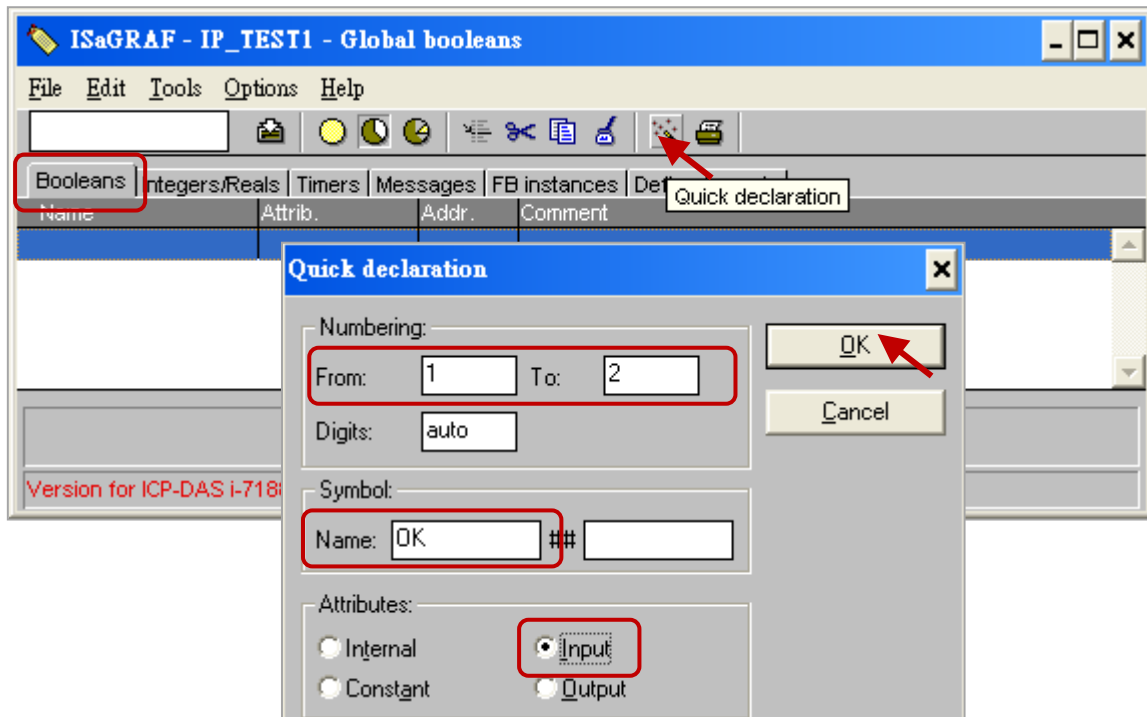 ISaGRAF - IP_TEST1 - Global booleans
File Edit Tools Options Help
Booleans Integers/Reals Timers Messages FB instances
Quick declaration
Name Attrib. Addr. Comment
Quick declaration
Numbering:
From: 1 To: 2
Digits: auto
OK
Cancel
Version for ICP-DAS
Symbol:
Name: OK ##
Attributes:
Internal Input
Constant Output